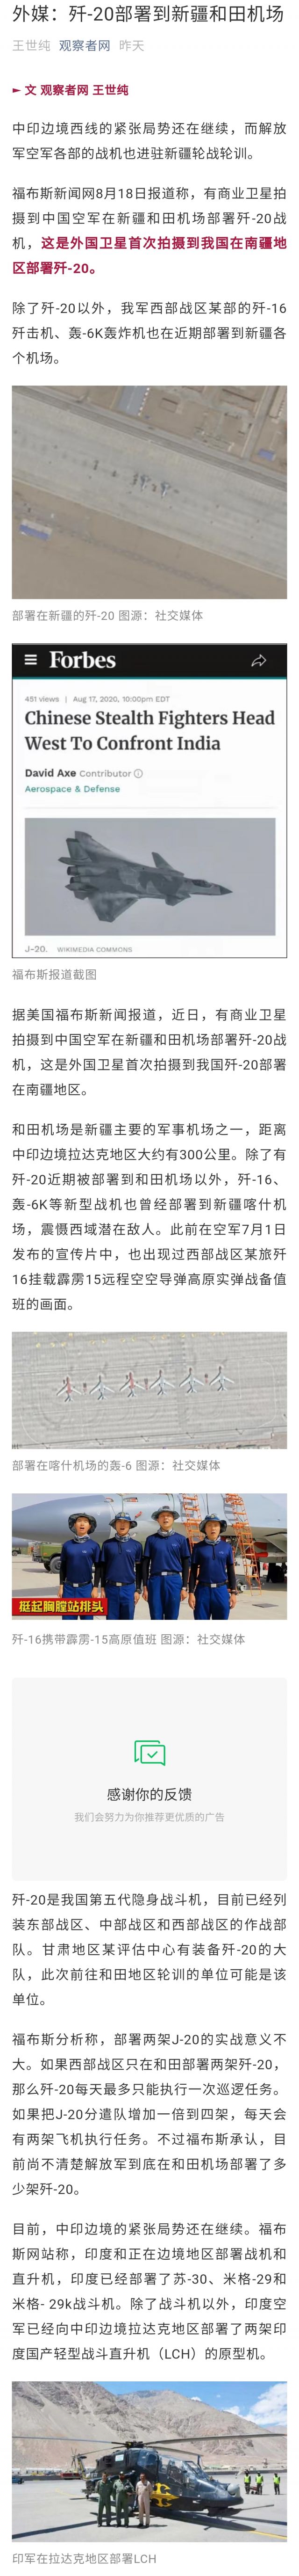 外媒：歼-20部署到新疆和田机场
王世纯 观察者网 昨天
► 文 观察者网 王世纯
中印边境西线的紧张局势还在继续，而解放
军空军各部的战机也进驻新疆轮战轮训。
福布斯新闻网8月18日报道称，有商业卫星拍
摄到中国空军在新疆和田机场部署歼-20战
机，这是外国卫星首次拍摄到我国在南疆地
区部署歼-20。
除了歼-20以外，我军西部战区某部的歼-16
歼击机、轰-6K轰炸机也在近期部署到新疆各
个机场。
部署在新疆的歼-20 图源：社交媒体
Forbes
451 views | Aug 17, 2020, 10:00pm EDT
Chinese Stealth Fighters Head
West To Confront India
David Axe Contributor
Aerospace & Defense
J-20. WIKIMEDIA COMMONS
福布斯报道截图
据美国福布斯新闻报道，近日，有商业卫星
拍摄到中国空军在新疆和田机场部署歼-20战
机，这是外国卫星首次拍摄到我国歼-20部署
在南疆地区。
和田机场是新疆主要的军事机场之一，距离
中印边境拉达克地区大约有300公里。除了有
歼-20近期被部署到和田机场以外，歼-16、
轰-6K等新型战机也曾经部署到新疆喀什机
场，震慑西域潜在敌人。此前在空军7月1日
发布的宣传片中，也出现过西部战区某旅歼
16挂载霹雳15远程空空导弹高原实弹战备值
班的画面。
部署在喀什机场的轰-6 图源：社交媒体
挺起胸膛站排头
歼-16携带霹雳-15高原值班 图源：社交媒体
感谢你的反馈
我们会努力为你推荐更优质的广告
歼-20是我国第五代隐身战斗机，目前已经列
装东部战区、中部战区和西部战区的作战部
队。甘肃地区某评估中心有装备歼-20的大
队，此次前往和田地区轮训的单位可能是该
单位。
福布斯分析称，部署两架J-20的实战意义不
大。如果西部战区只在和田部署两架歼-20，
那么歼-20每天最多只能执行一次巡逻任务。
如果把J-20分遣队增加一倍到四架，每天会
有两架飞机执行任务。不过福布斯承认，目
前尚不清楚解放军到底在和田机场部署了多
少架歼-20。
目前，中印边境的紧张局势还在继续。福布
斯网站称，印度和正在边境地区部署战机和
直升机，印度已经部署了苏-30、米格-29和
米格- 29k战斗机。除了战斗机以外，印度空
军已经向中印边境拉达克地区部署了两架印
度国产轻型战斗直升机（LCH）的原型机。
印军在拉达克地区部署LCH